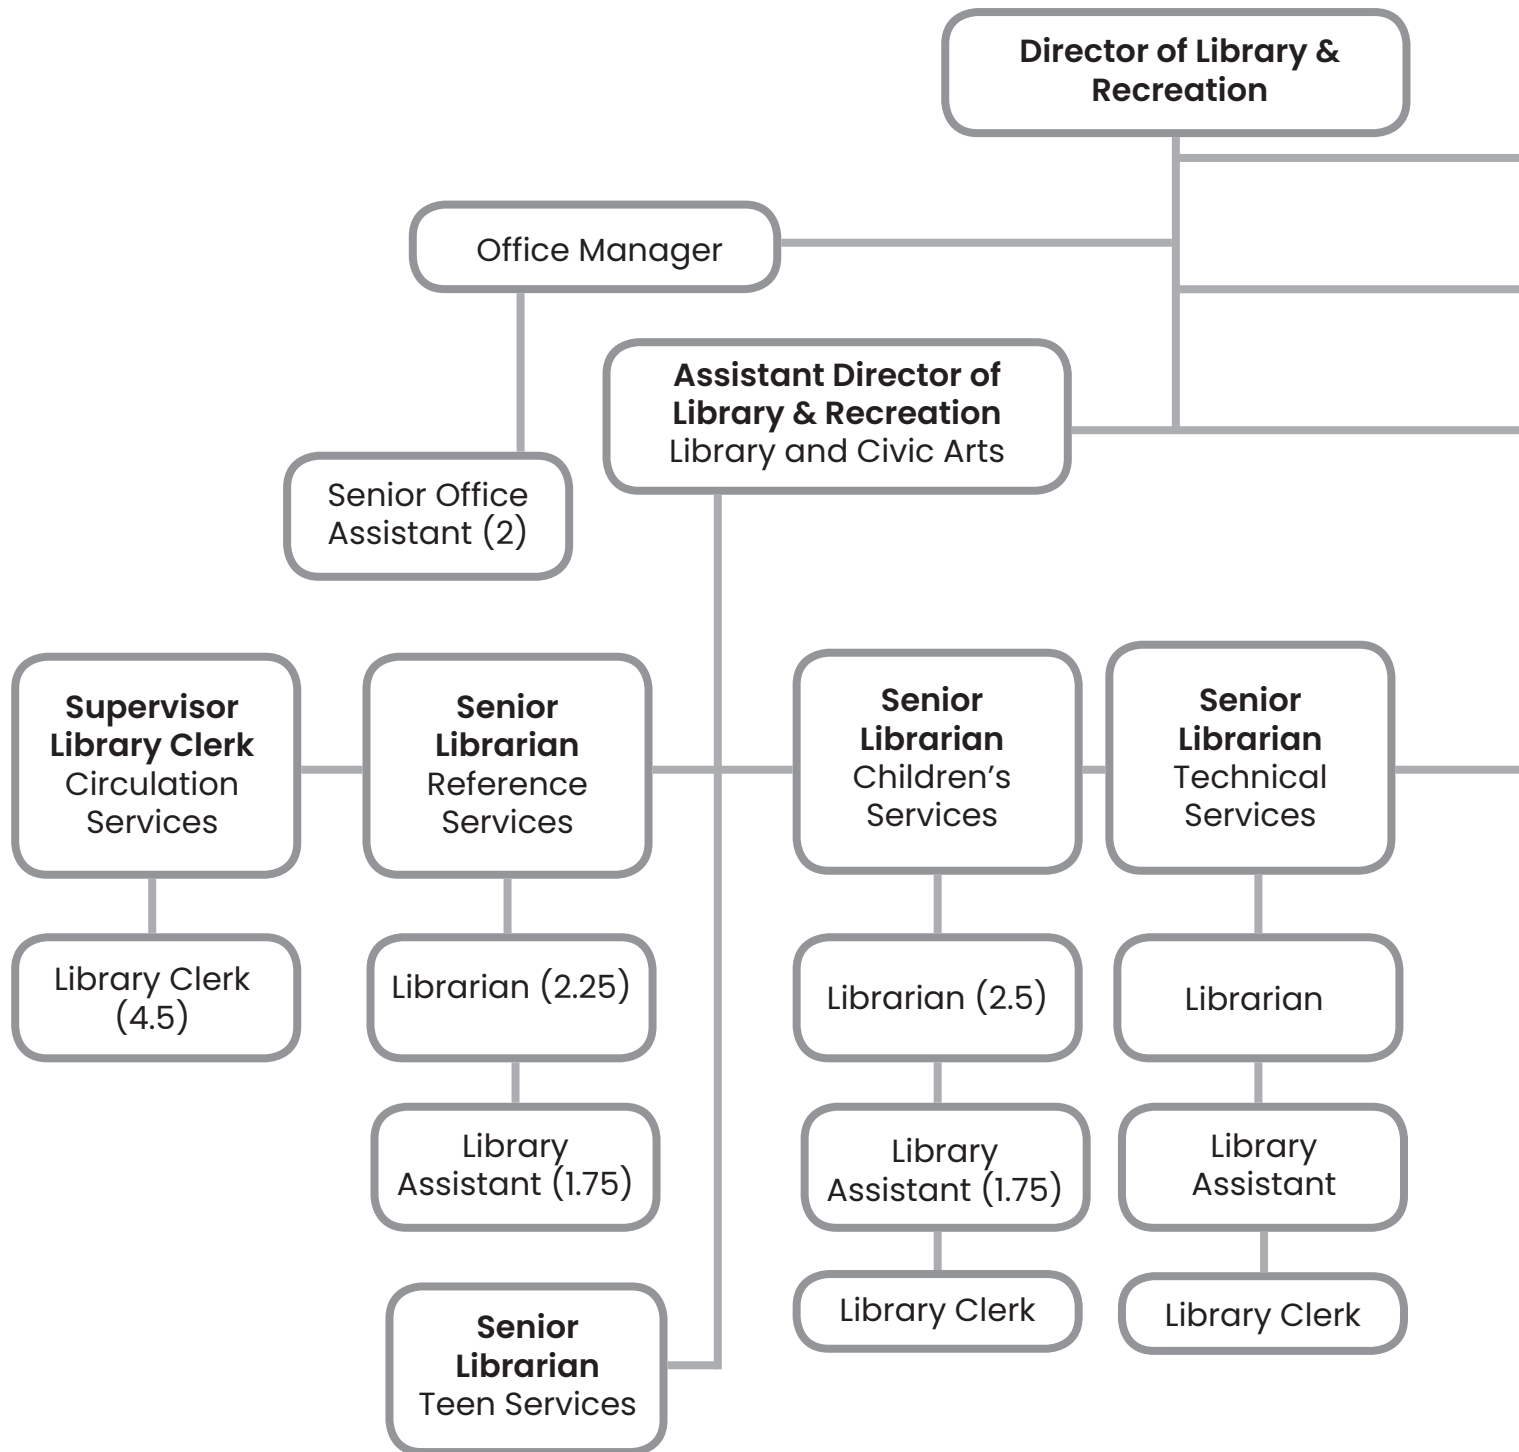 Director of Library &
Recreation
Office Manager
Assistant Director of
Library & Recreation
Library and Civic Arts
Senior Office
Assistant (2)
Supervisor
Library Clerk
Circulation
Services
Senior
Librarian
Reference
Services
Senior
Librarian
Children’s
Services
Senior
Librarian
Technical
Services
Library Clerk
(4.5)
Librarian (2.25)
Librarian (2.5)
Librarian
Library
Assistant (1.75)
Library
Assistant (1.75)
Library
Assistant
Library Clerk
Library Clerk
Senior
Librarian
Teen Services